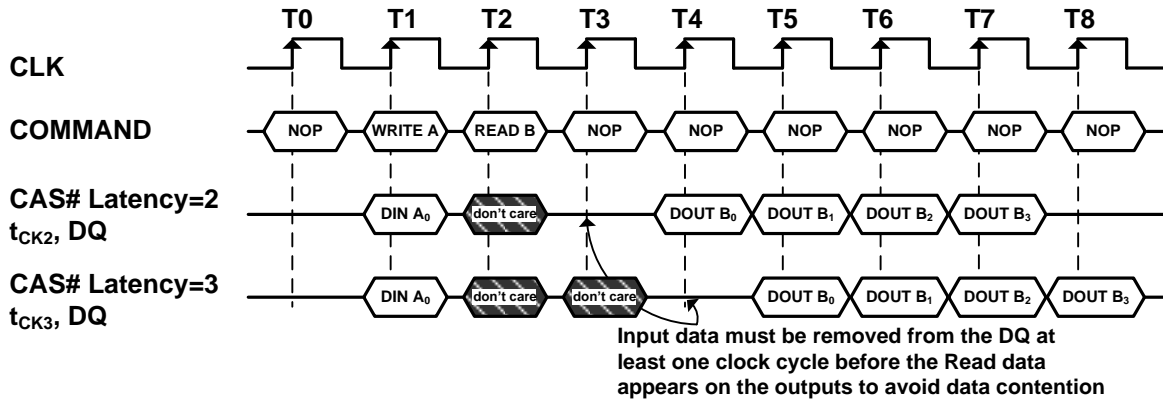 T0 T1 T2 T3 T4 T5 T6 T7 T8
CLK
COMMAND NOP WRITE A READ B NOP NOP NOP NOP NOP NOP
CAS# Latency=2
tCK2, DQ
DIN A0 don't care DOUT B0 DOUT B1 DOUT B2 DOUT B3
CAS# Latency=3
tCK3, DQ
DIN A0 don't care don't care DOUT B0 DOUT B1 DOUT B2 DOUT B3
Input data must be removed from the DQ at
least one clock cycle before the Read data
appears on the outputs to avoid data contention